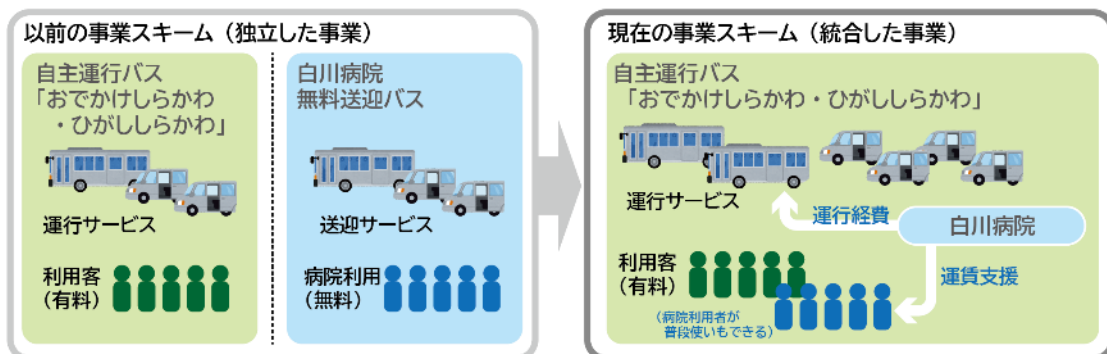 以前の事業スキーム（独立した事業）
自主運行バス
「おでかけしらかわ
・ひがししらかわ」
運行サービス
利用客
（有料）
白川病院
無料送迎バス
送迎サービス
病院利用
（無料）
現在の事業スキーム（統合した事業）
自主運行バス
「おでかけしらかわ・ひがししらかわ」
運行サービス
運行経費
白川病院
利用客
（有料）
運賃支援
（病院利用者が
普段使いもできる）